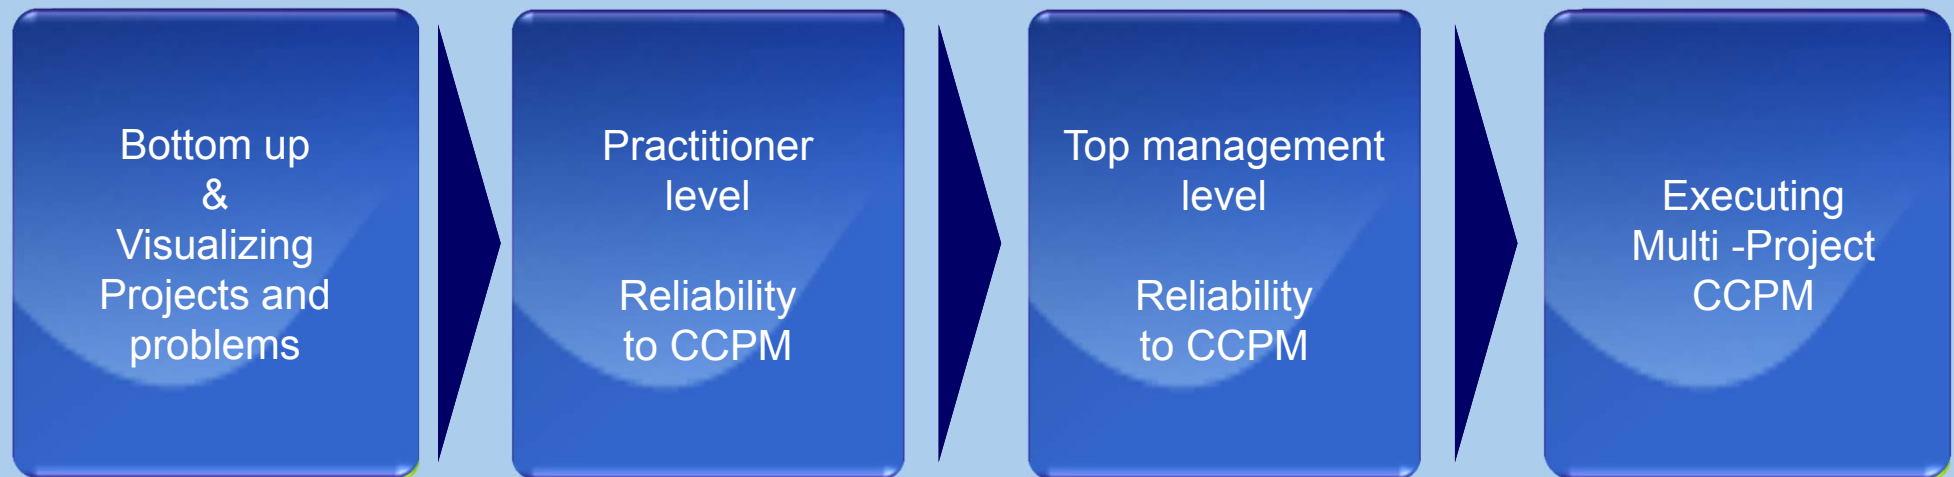 Bottom up
&
Visualizing
Projects and
problems
Practitioner
level
Reliability
to CCPM
Top management
level
Reliability
to CCPM
Executing
Multi -Project
CCPM